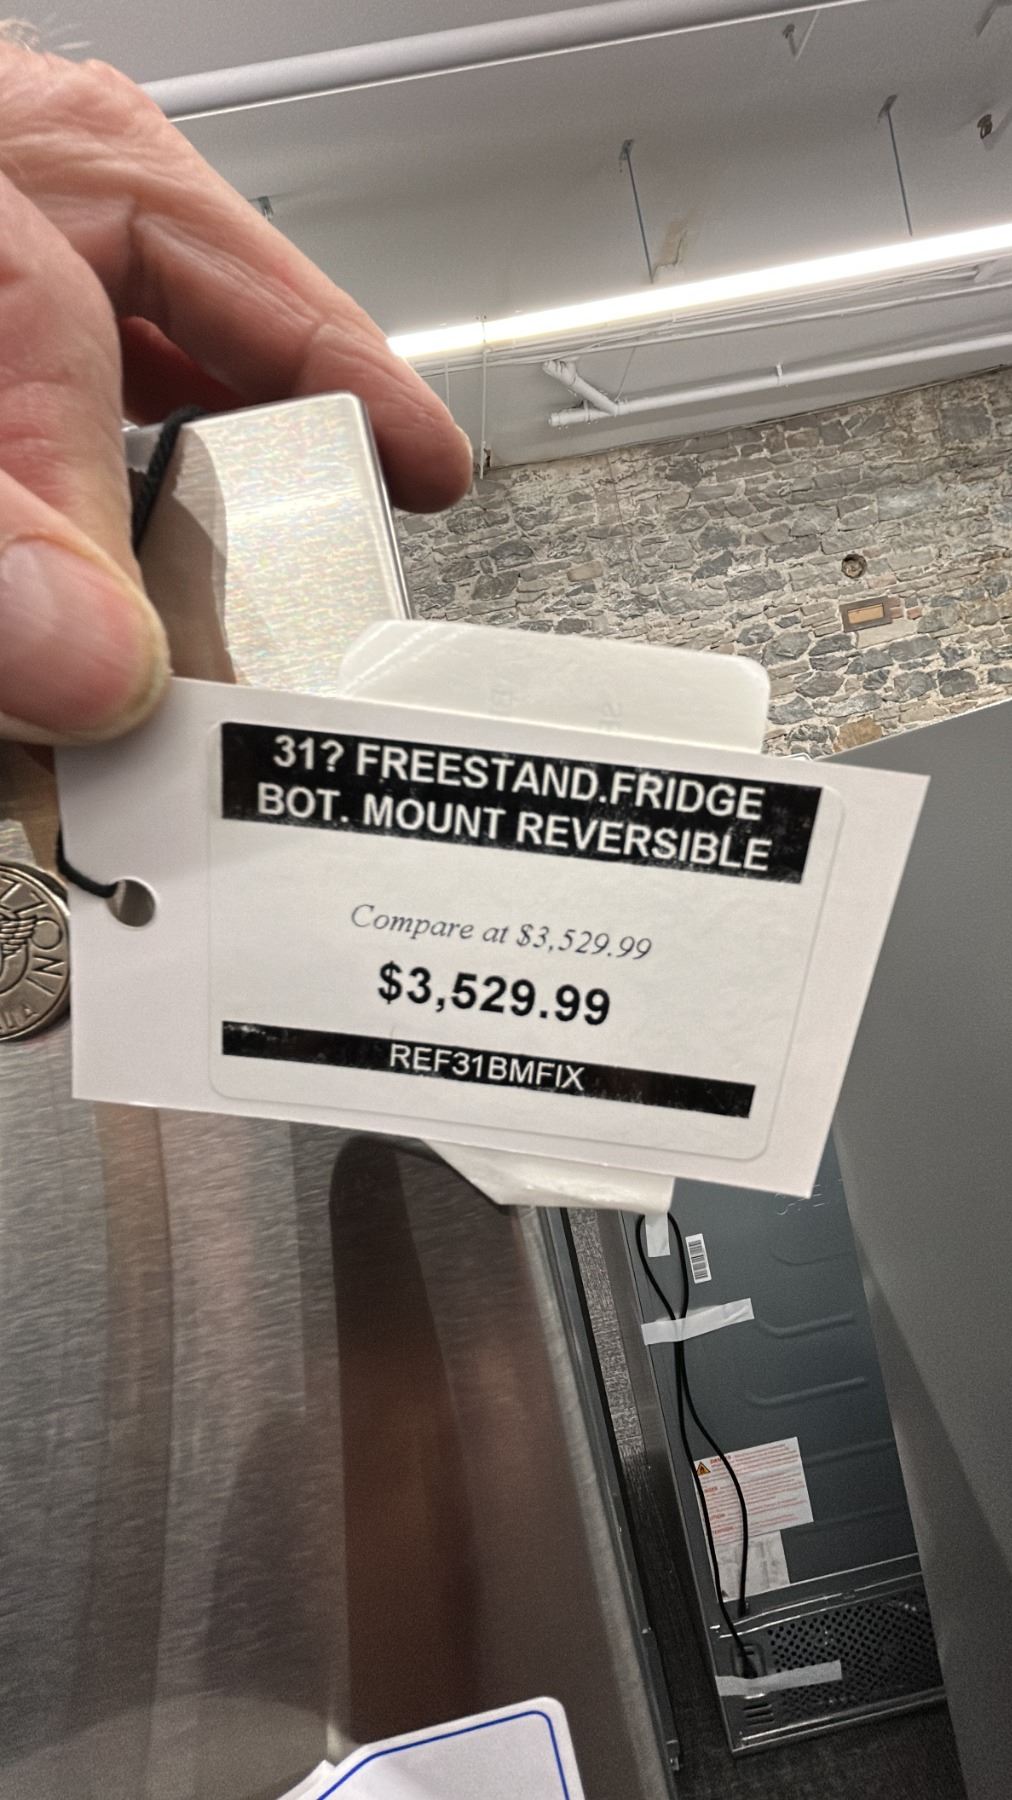 31? FREESTAND.FRIDGE
BOT. MOUNT REVERSIBLE
Compare at $3,529.99
$3,529.99
REF31BMFIX